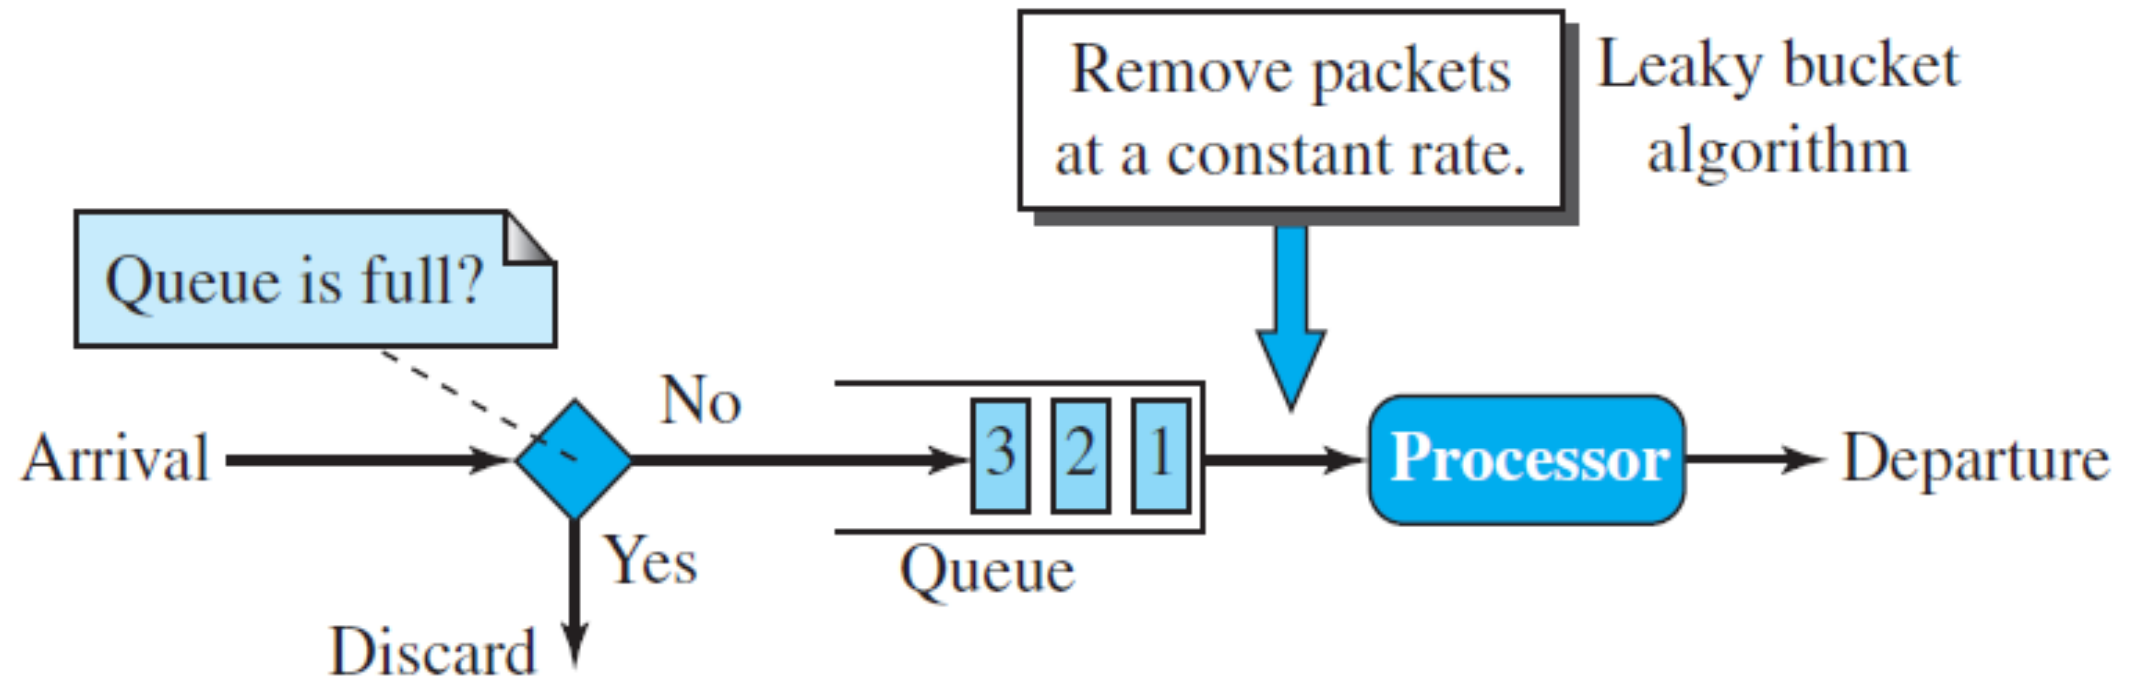 Remove packets
at a constant rate.
Leaky bucket
algorithm
Queue is full?
Arrival
No
Yes
Discard
3 2 1
Queue
Processor
Departure